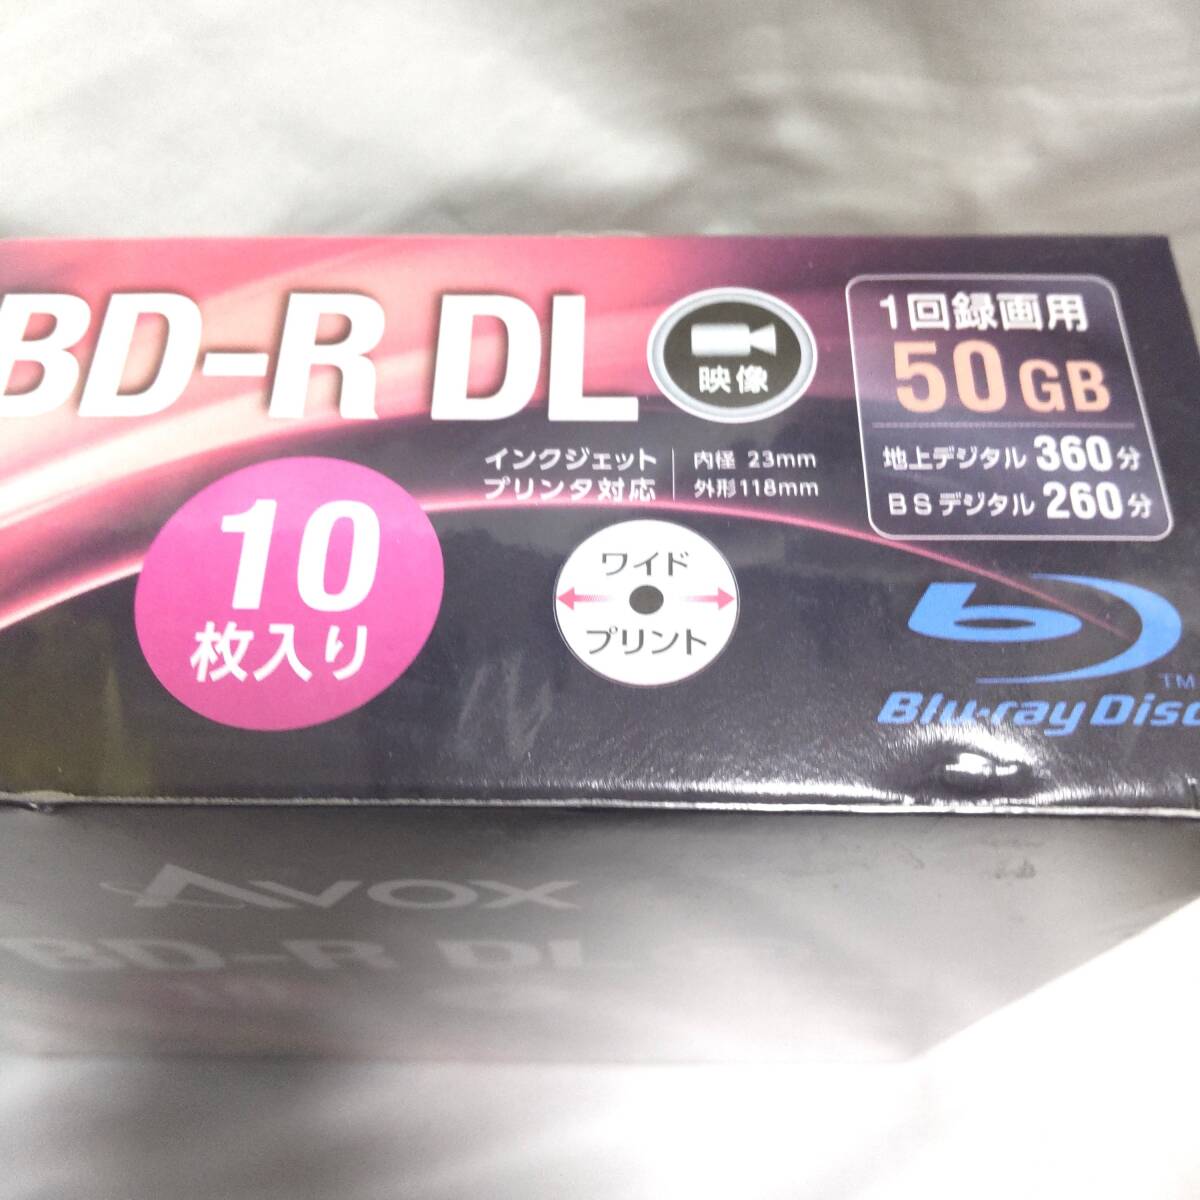 BD-R DL
映像
1回録画用
50GB
地上デジタル 360分
BSデジタル 260分
インクジェット
プリンタ対応
内径 23mm
外形118mm
10
枚入り
ワイド
プリント
TM
Blu-ray Disc
AVOX
BD-R DL